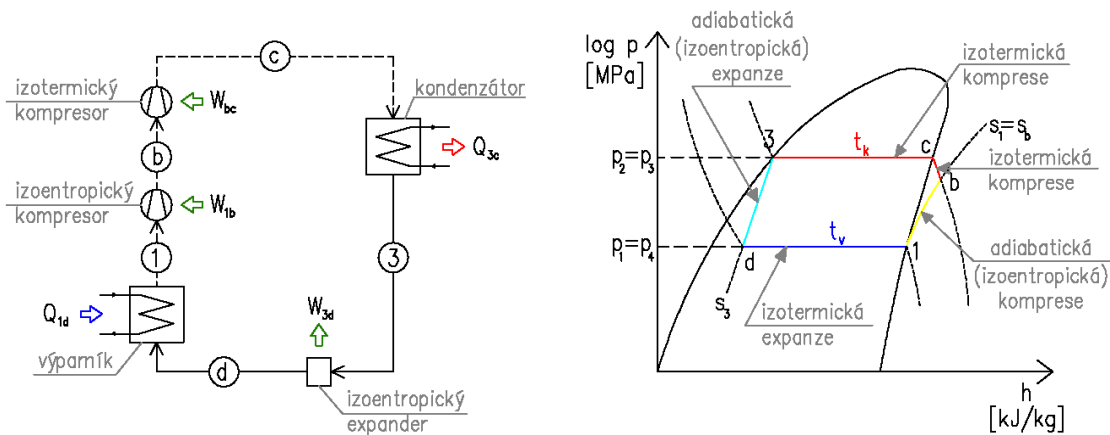 c
izotermický
kompresor
W_bc
kondenzátor
Q_3c
b
izoentropický
kompresor
W_1b
1
3
Q_1d
W_3d
výparník
d
izoentropický
expander
log p
[MPa]
adiabatická
(izoentropická)
expanze
izotermická
komprese
3
t_k
c
s_1=s_b
p_2=p_3
izotermická
komprese
b
t_v
p_1=p_4
d
1
adiabatická
(izoentropická)
komprese
s_3
izotermická
expanze
h
[kJ/kg]